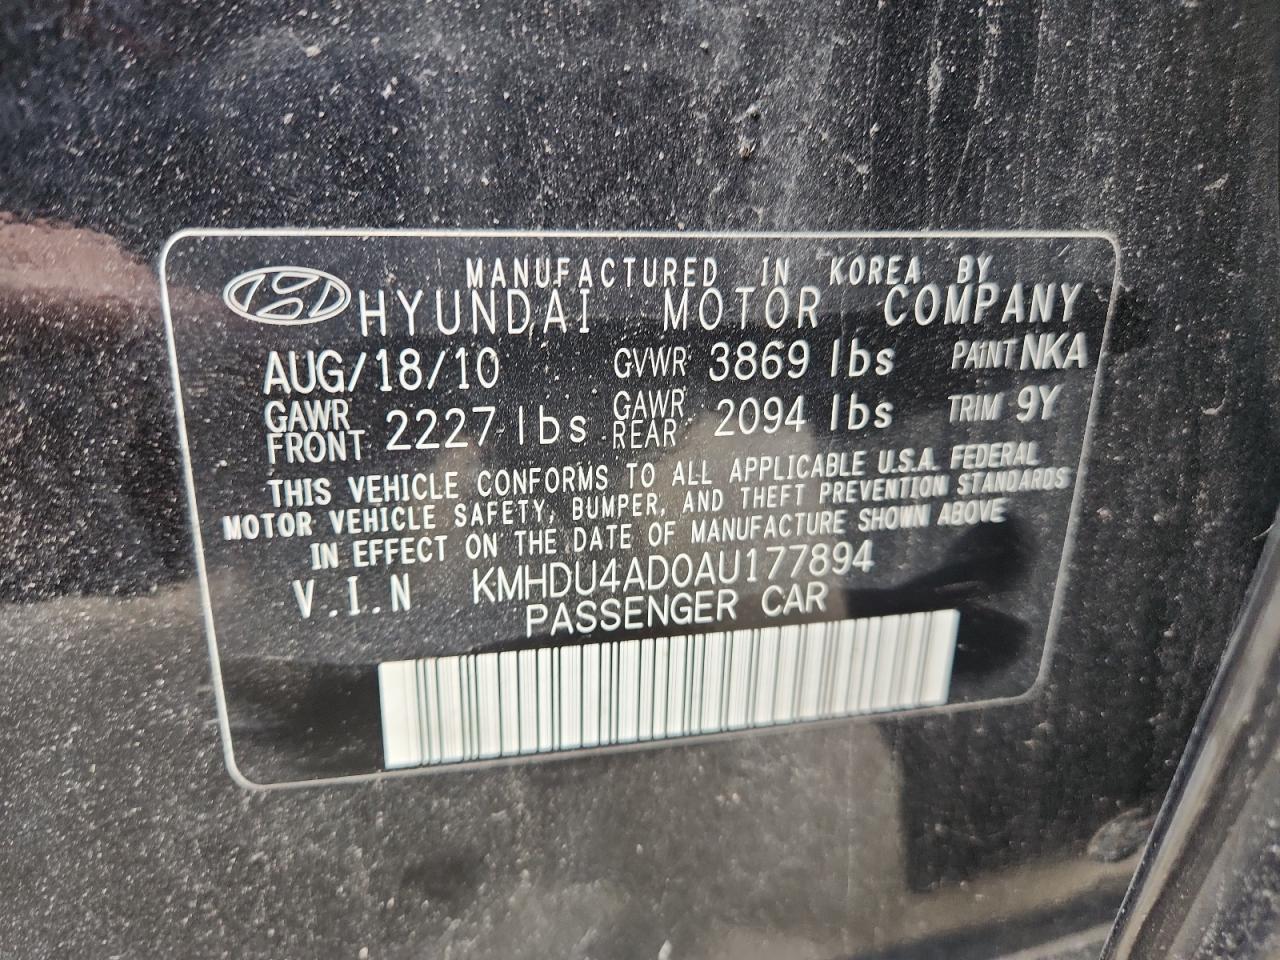 MANUFACTURED IN KOREA BY
HYUNDAI MOTOR COMPANY
AUG/18/10 GVWR 3869 lbs PAINT NKA
GAWR FRONT 2227 lbs GAWR REAR 2094 lbs TRIM 9Y
THIS VEHICLE CONFORMS TO ALL APPLICABLE U.S.A. FEDERAL
MOTOR VEHICLE SAFETY, BUMPER, AND THEFT PREVENTION STANDARDS
IN EFFECT ON THE DATE OF MANUFACTURE SHOWN ABOVE
V.I.N KMHDU4AD0AU177894
PASSENGER CAR